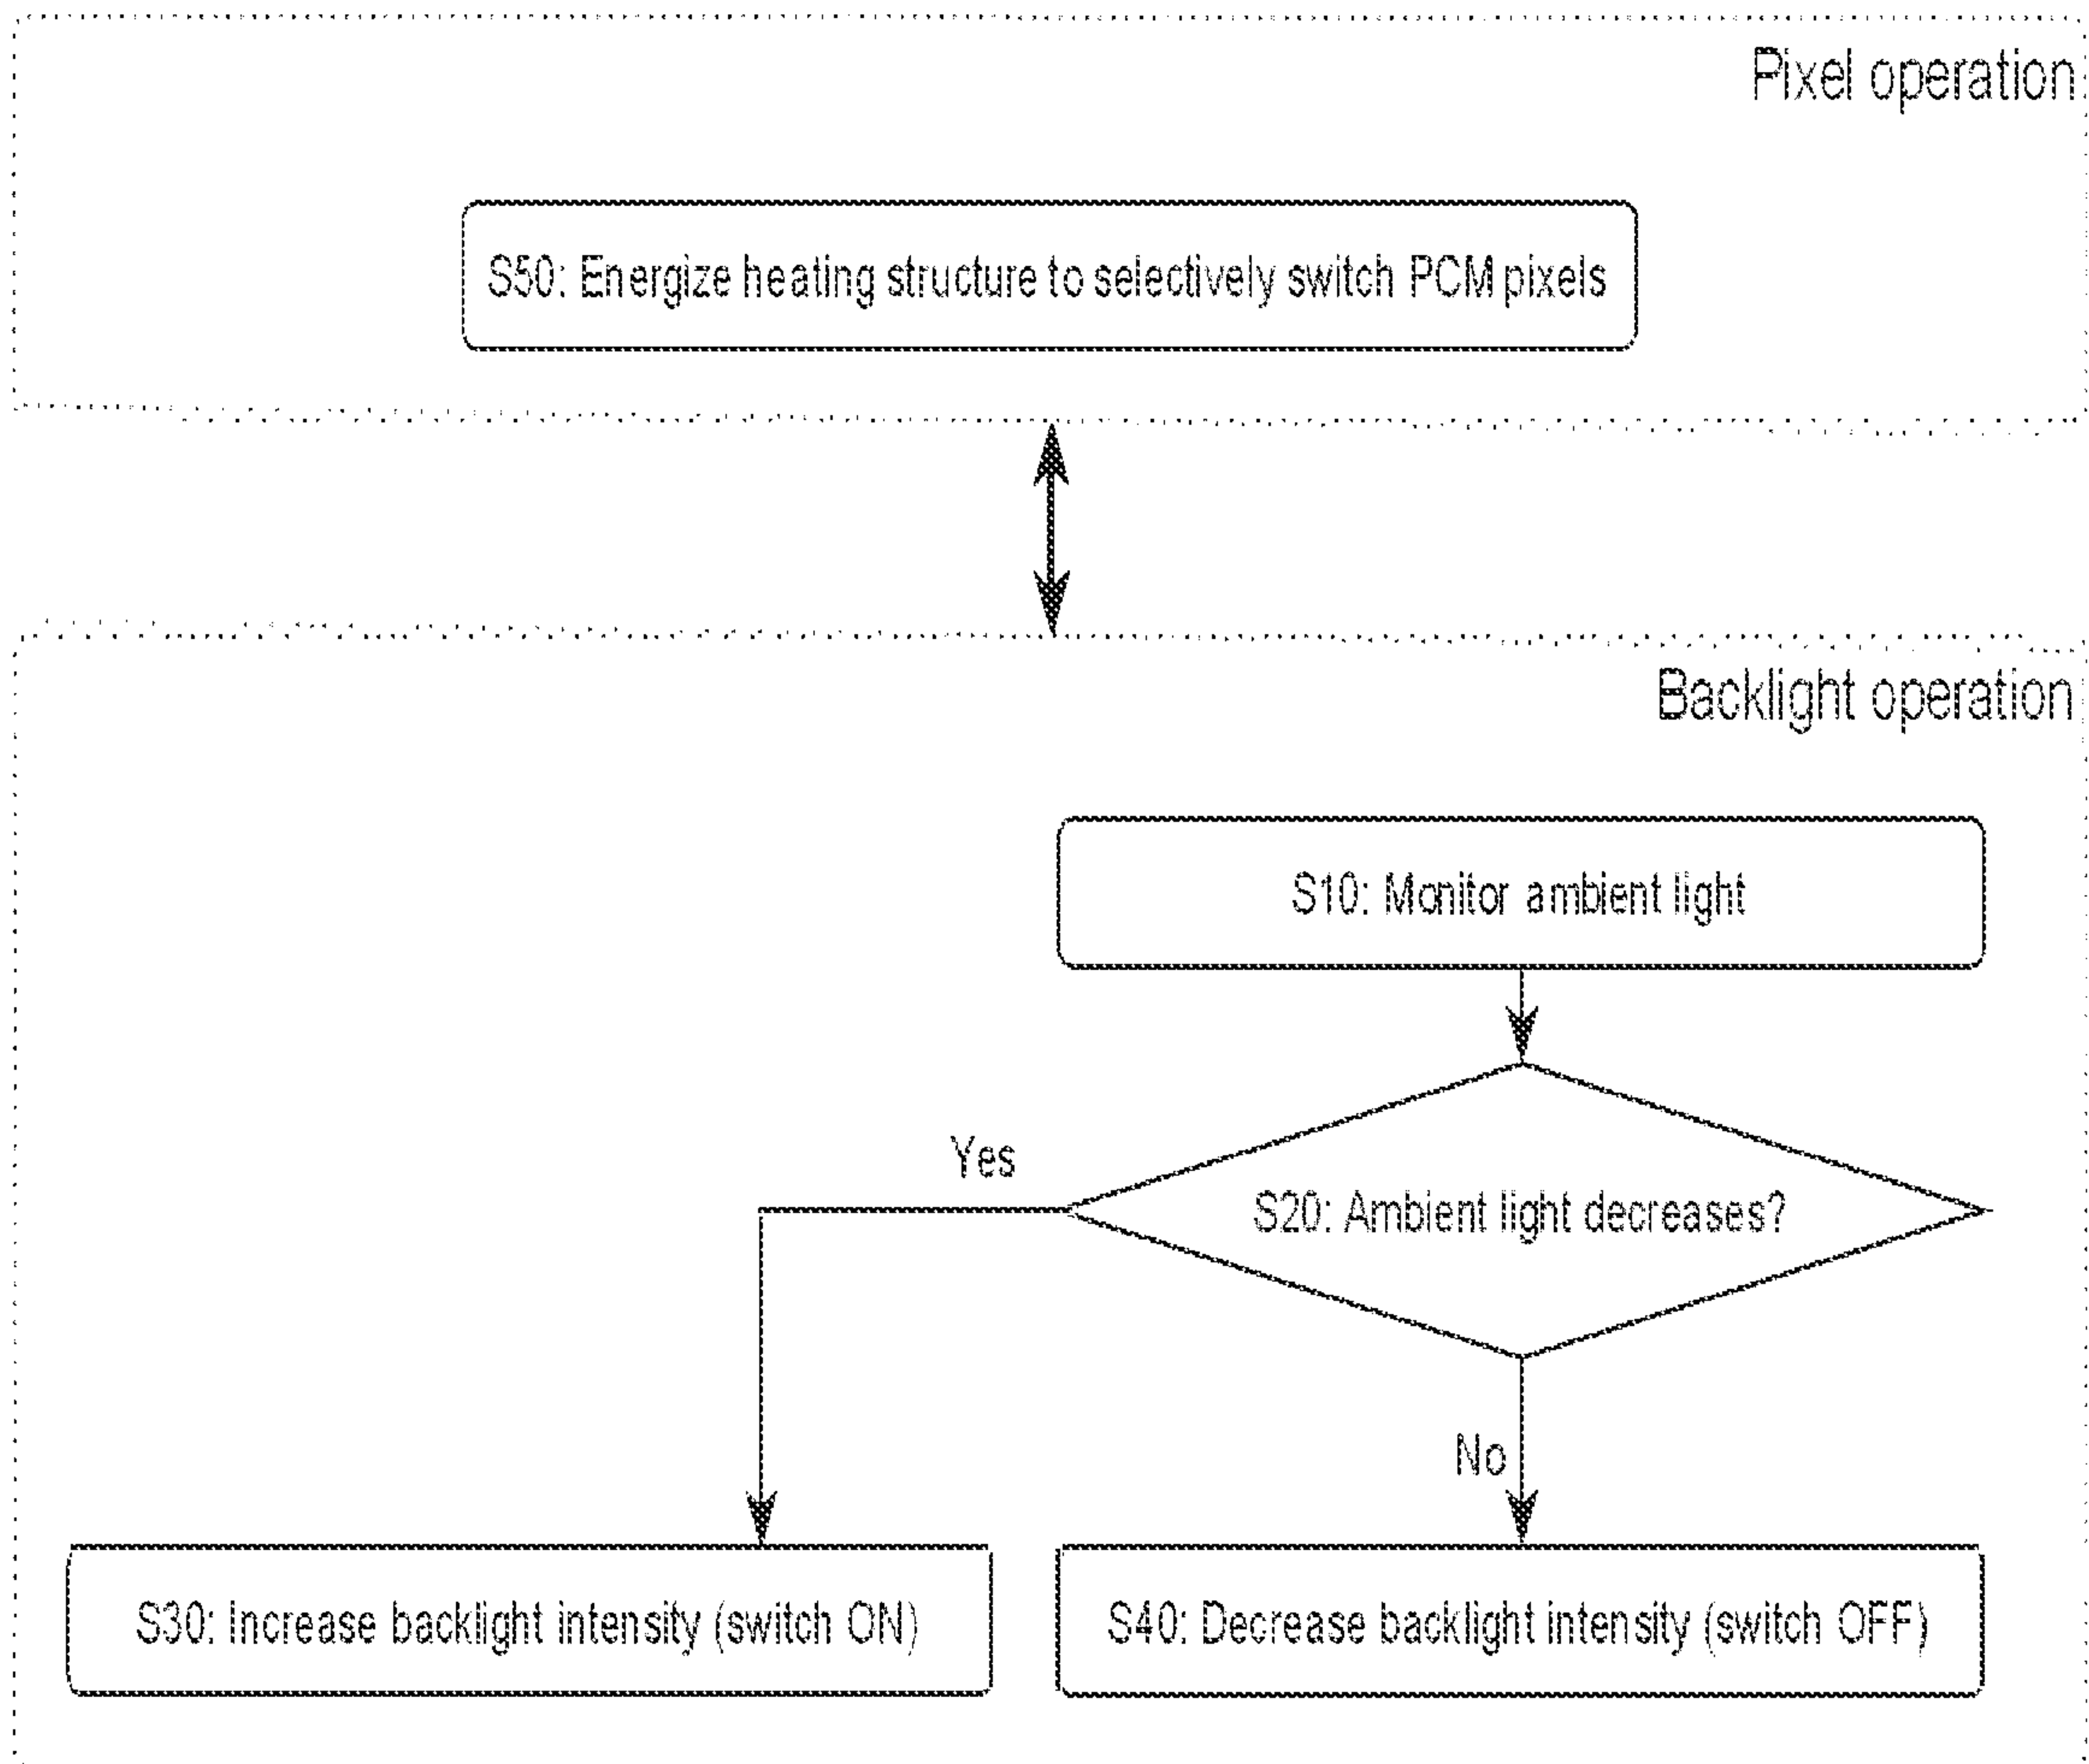 Pixel operation
S50: Energize heating structure to selectively switch PCM pixels
Backlight operation
S10: Monitor ambient light
Yes
S20: Ambient light decreases?
No
S30: Increase backlight intensity (switch ON)
S40: Decrease backlight intensity (switch OFF)